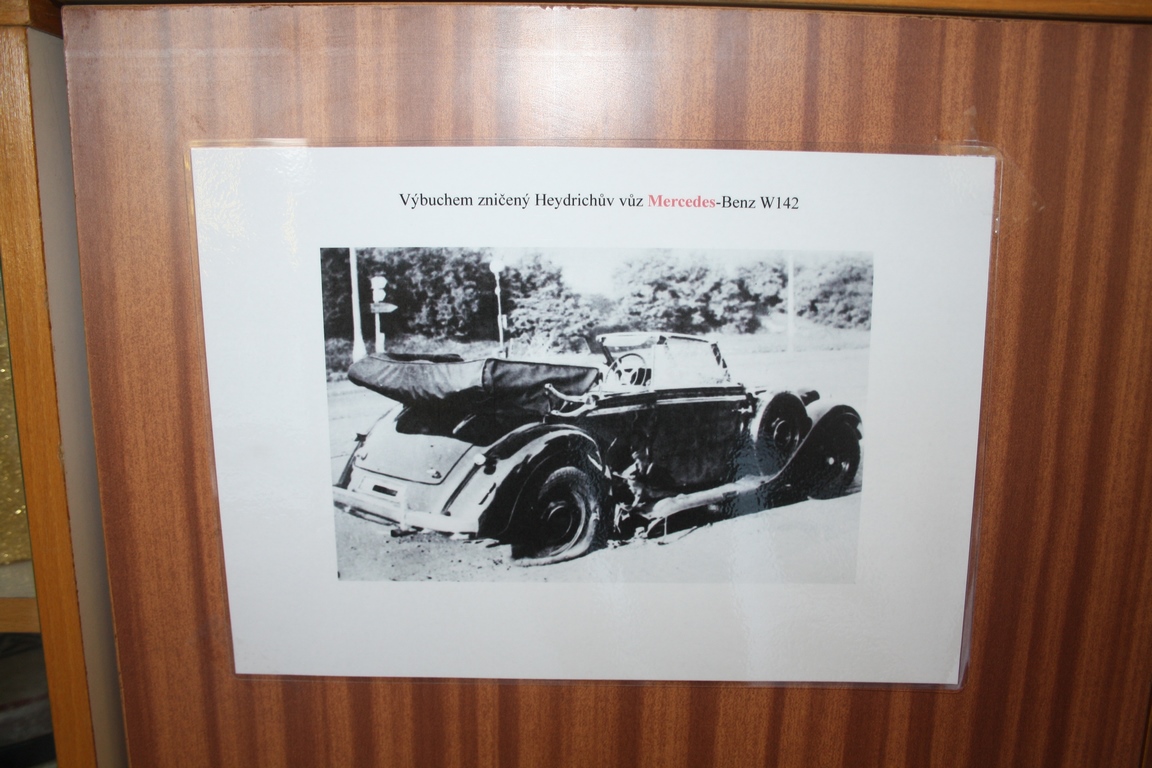 Výbuchem zničený Heydrichův vůz Mercedes-Benz W142